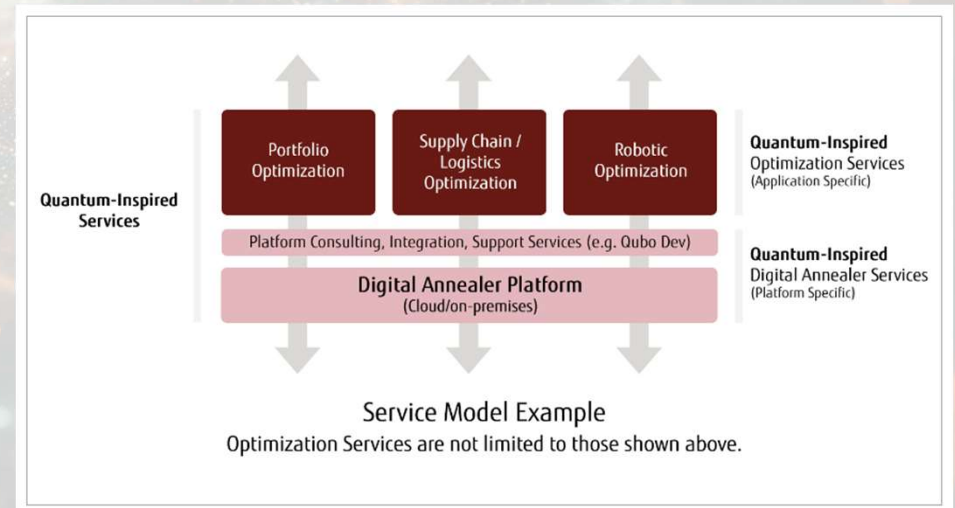 Portfolio
Optimization
Supply Chain /
Logistics
Optimization
Robotic
Optimization
Quantum-Inspired
Optimization Services
(Application Specific)
Quantum-Inspired
Services
Platform Consulting, Integration, Support Services (e.g. Qubo Dev)
Digital Annealer Platform
(Cloud/on-premises)
Quantum-Inspired
Digital Annealer Services
(Platform Specific)
Service Model Example
Optimization Services are not limited to those shown above.